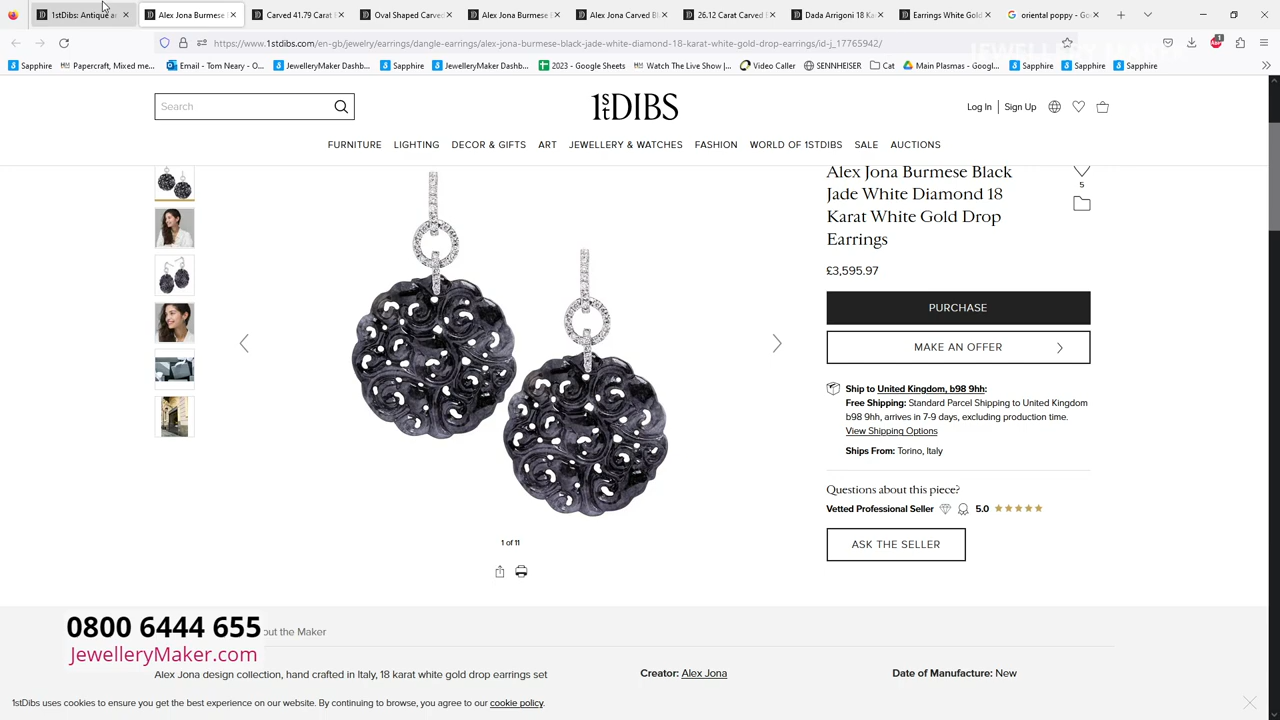 1stDibs: Antique a
Alex Jona Burmese
Carved 41.79 Carat
Oval Shaped Carve
Alex Jona Burmese
Alex Jona Carved Bl
26.12 Carat Carved E
Dada Arrigoni 18 Ka
Earrings White Gold
oriental poppy - Go
https://www.1stdibs.com/en-gb/jewelry/earrings/dangle-earrings/alex-jona-burmese-black-jade-white-diamond-18-karat-white-gold-drop-earrings/id-j_17765942/
Sapphire
Papercraft, Mixed me...
Email - Tom Neary - O...
JewelleryMaker Dashb...
Sapphire
JewelleryMaker Dashb...
2023 - Google Sheets
Watch The Live Show |...
Video Caller
SENNHEISER
Cat
Main Plasmas - Googl...
Sapphire
Sapphire
Sapphire
Search
1stDIBS
Log In
Sign Up
FURNITURE LIGHTING DECOR & GIFTS ART JEWELLERY & WATCHES FASHION WORLD OF 1STDIBS SALE AUCTIONS
Alex Jona Burmese Black
Jade White Diamond 18
Karat White Gold Drop
Earrings
5
£3,595.97
PURCHASE
MAKE AN OFFER
Ship to United Kingdom, b98 9hh:
Free Shipping: Standard Parcel Shipping to United Kingdom
b98 9hh, arrives in 7-9 days, excluding production time.
View Shipping Options
Ships From: Torino, Italy
Questions about this piece?
Vetted Professional Seller 5.0
ASK THE SELLER
1 of 11
0800 6444 655
JewelleryMaker.com
out the Maker
Alex Jona design collection, hand crafted in Italy, 18 karat white gold drop earrings set
Creator: Alex Jona
Date of Manufacture: New
1stDibs uses cookies to ensure you get the best experience on our website. By continuing to browse, you agree to our cookie policy.